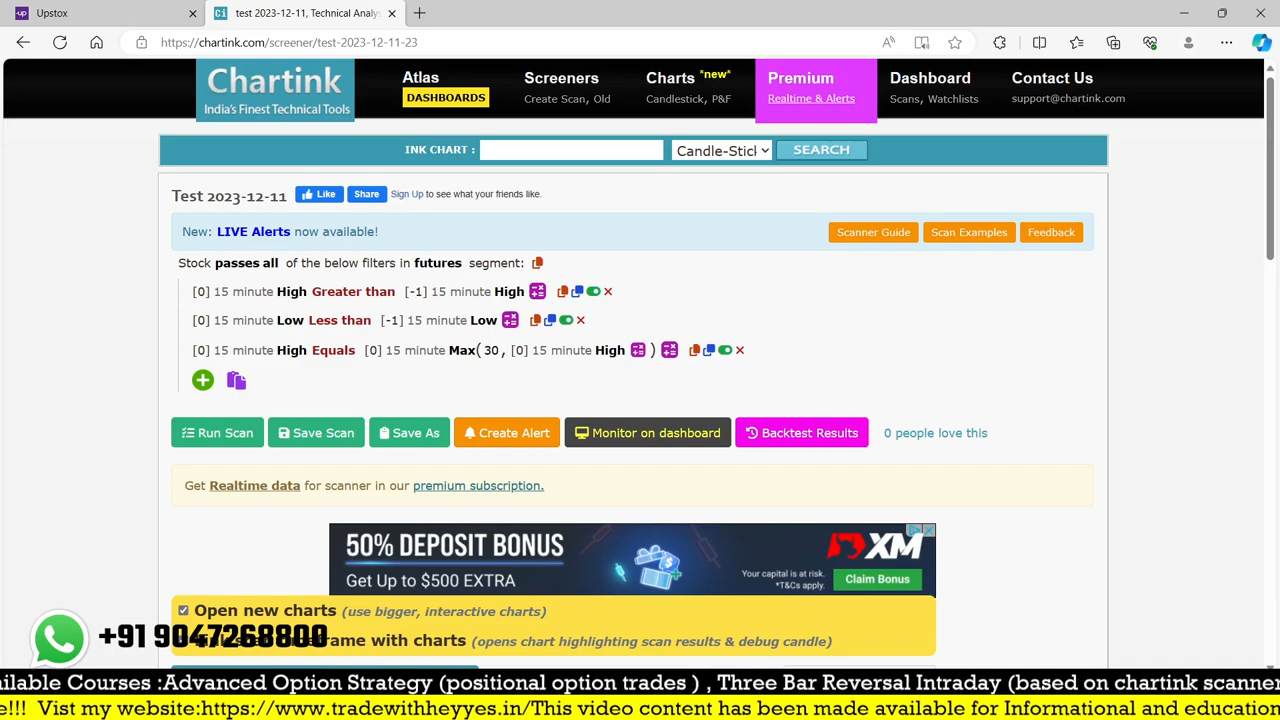 Upstox
test 2023-12-11, Technical Analys
https://chartink.com/screener/test-2023-12-11-23
Chartink
India's Finest Technical Tools
Atlas
DASHBOARDS
Screeners
Create Scan, Old
Charts *new*
Candlestick, P&F
Premium
Realtime & Alerts
Dashboard
Scans, Watchlists
Contact Us
support@chartink.com
INK CHART :
Candle-Stick
SEARCH
Test 2023-12-11
Like
Share
Sign Up to see what your friends like.
New: LIVE Alerts now available!
Scanner Guide
Scan Examples
Feedback
Stock passes all of the below filters in futures segment:
[0] 15 minute High Greater than [-1] 15 minute High
[0] 15 minute Low Less than [-1] 15 minute Low
[0] 15 minute High Equals [0] 15 minute Max( 30 , [0] 15 minute High )
Run Scan
Save Scan
Save As
Create Alert
Monitor on dashboard
Backtest Results
0 people love this
Get Realtime data for scanner in our premium subscription.
50% DEPOSIT BONUS
Get Up to $500 EXTRA
XM
Your capital is at risk.
*T&Cs apply.
Claim Bonus
Open new charts (use bigger, interactive charts)
+91 9047268808
frame with charts (opens chart highlighting scan results & debug candle)
ailable Courses :Advanced Option Strategy (positional option trades ) , Three Bar Reversal Intraday (based on chartink scanner
e!!! Vist my website:https://www.tradewithheyyes.in/This video content has been made available for Informational and education